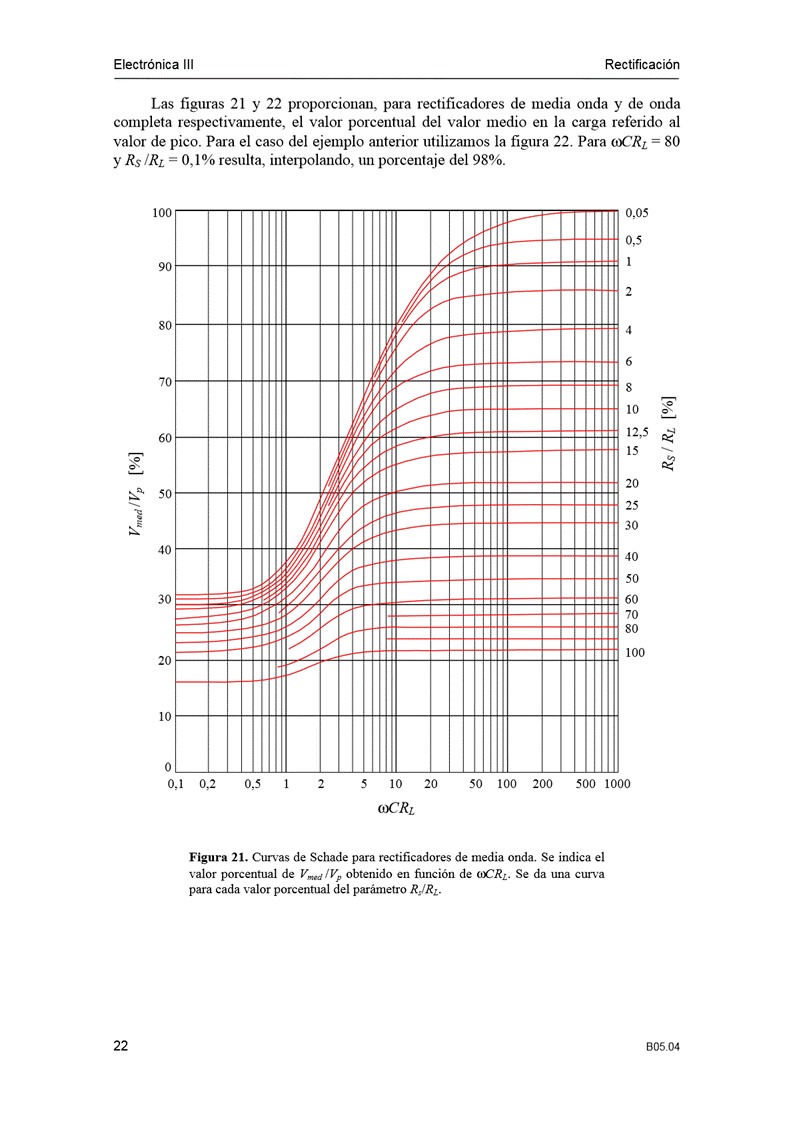 Electrónica III Rectificación
Las figuras 21 y 22 proporcionan, para rectificadores de media onda y de onda
completa respectivamente, el valor porcentual del valor medio en la carga referido al
valor de pico. Para el caso del ejemplo anterior utilizamos la figura 22. Para ωCRL = 80
y RS /RL = 0,1% resulta, interpolando, un porcentaje del 98%.
100
90
80
70
60
50
40
30
20
10
0
Vmed /Vp [%]
0,05
0,5
1
2
4
6
8
10
12,5
15
20
25
30
40
50
60
70
80
100
RS / RL [%]
0,1 0,2 0,5 1 2 5 10 20 50 100 200 500 1000
ωCRL
Figura 21. Curvas de Schade para rectificadores de media onda. Se indica el
valor porcentual de Vmed /Vp obtenido en función de ωCRL. Se da una curva
para cada valor porcentual del parámetro Rs/RL.
22 B05.04